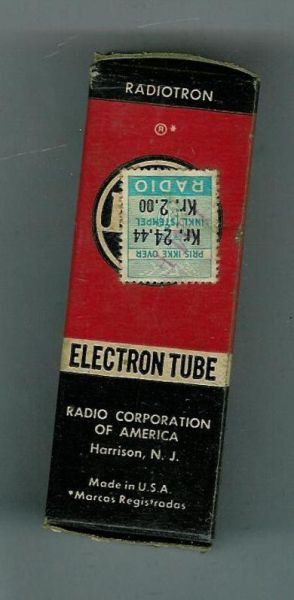 RADIOTRON
®*
RADIO
Kr. 2.00
INKL. STEMPEL
Kr. 24.44
PRIS IKKE OVER
ELECTRON TUBE
RADIO CORPORATION
OF AMERICA
Harrison, N. J.
Made in U.S.A.
*Marcas Registradas